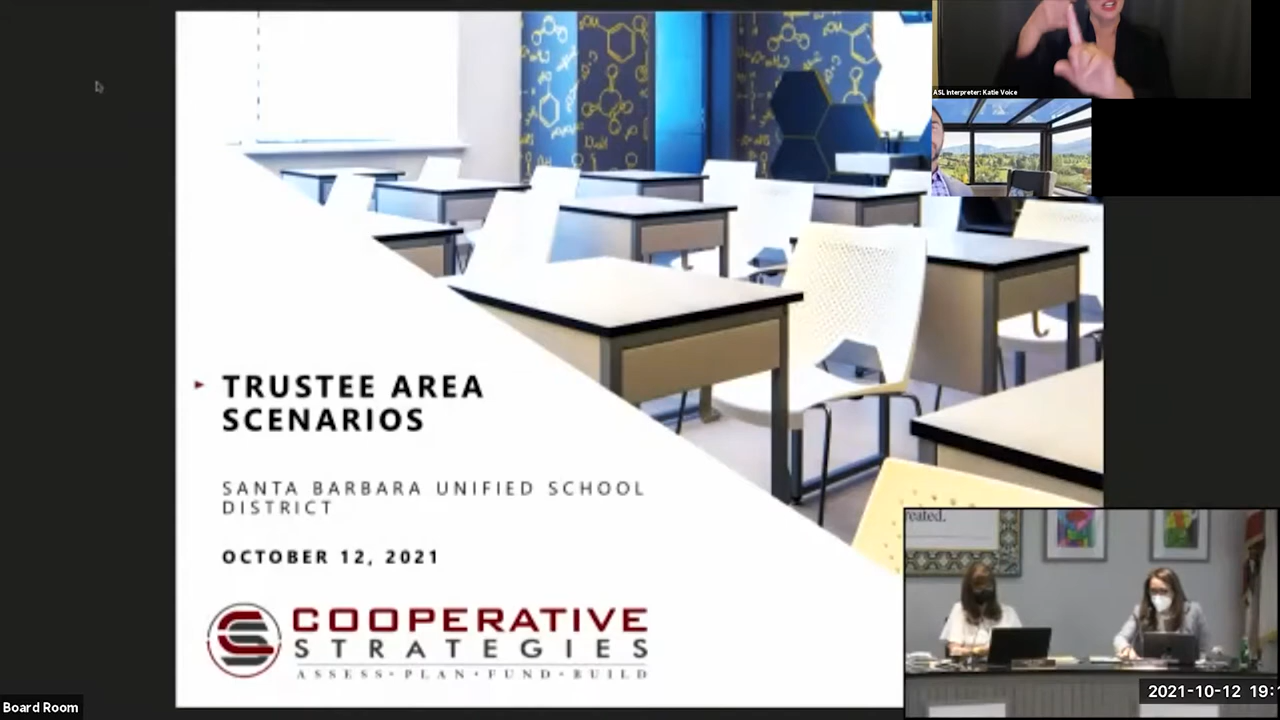 ASL Interpreter: Katie Voice
TRUSTEE AREA
SCENARIOS
SANTA BARBARA UNIFIED SCHOOL
DISTRICT
OCTOBER 12, 2021
COOPERATIVE
STRATEGIES
ASSESS•PLAN•FUND•BUILD
reated.
2021-10-12 19:
Board Room